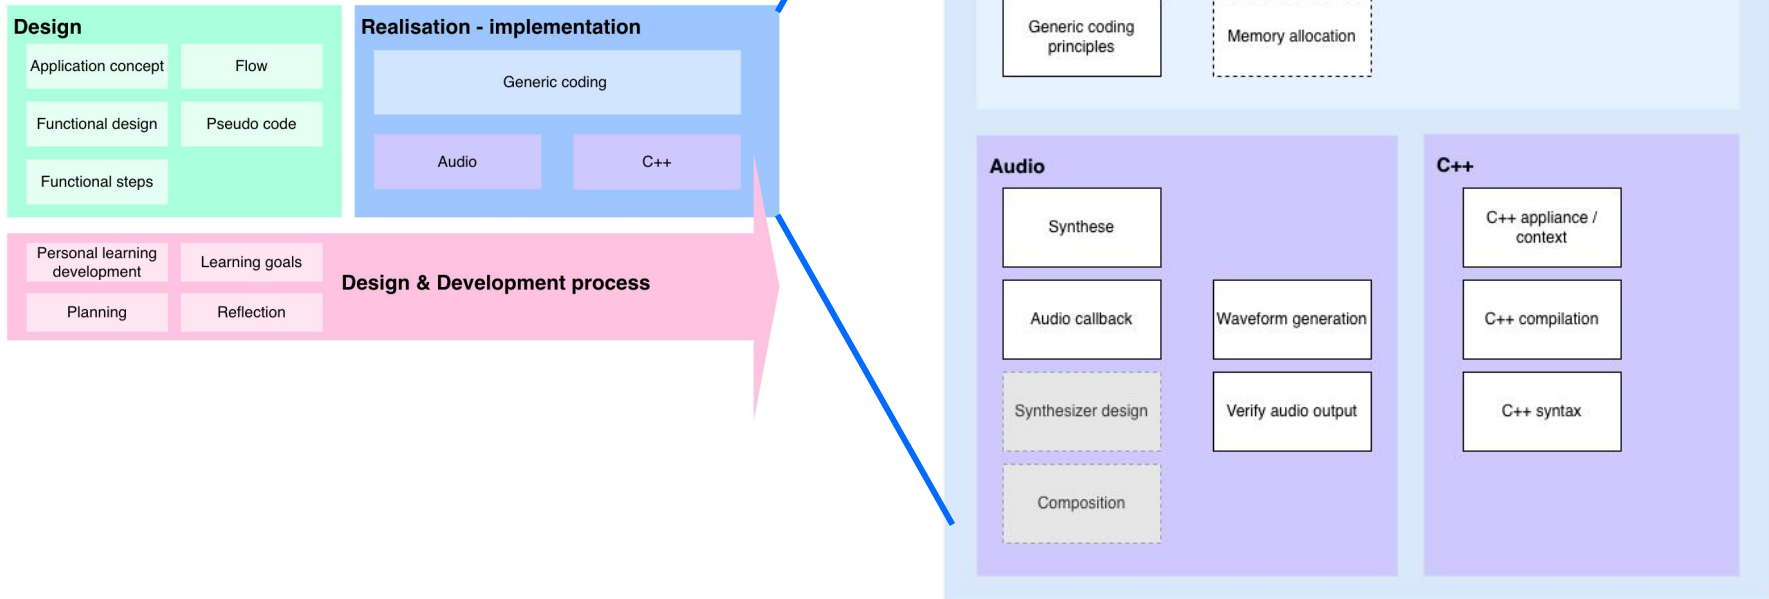 Design
Application concept
Flow
Functional design
Pseudo code
Functional steps
Realisation - implementation
Generic coding
Audio
C++
Personal learning
development
Learning goals
Planning
Reflection
Design & Development process
Generic coding
principles
Memory allocation
Audio
Synthese
Audio callback
Waveform generation
Synthesizer design
Verify audio output
Composition
C++
C++ appliance /
context
C++ compilation
C++ syntax